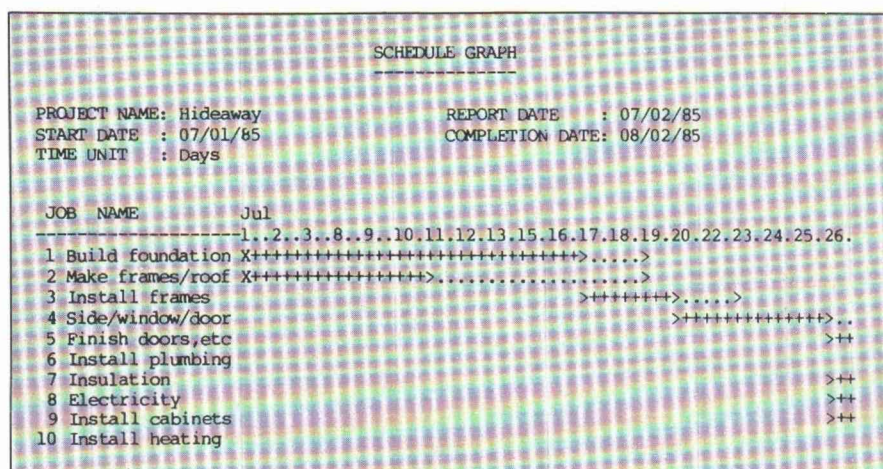 SCHEDULE GRAPH
--------------
PROJECT NAME: Hideaway REPORT DATE : 07/02/85
START DATE : 07/01/85 COMPLETION DATE: 08/02/85
TIME UNIT : Days
JOB NAME Jul
--------------------1..2..3..8..9..10.11.12.13.15.16.17.18.19.20.22.23.24.25.26.
1 Build foundation X++++++++++++++++++++++++++++++++>.....>
2 Make frames/roof X+++++++++++++++++>....................>
3 Install frames >++++++++>.....>
4 Side/window/door >++++++++++++++>..
5 Finish doors,etc >++
6 Install plumbing
7 Insulation >++
8 Electricity >++
9 Install cabinets >++
10 Install heating